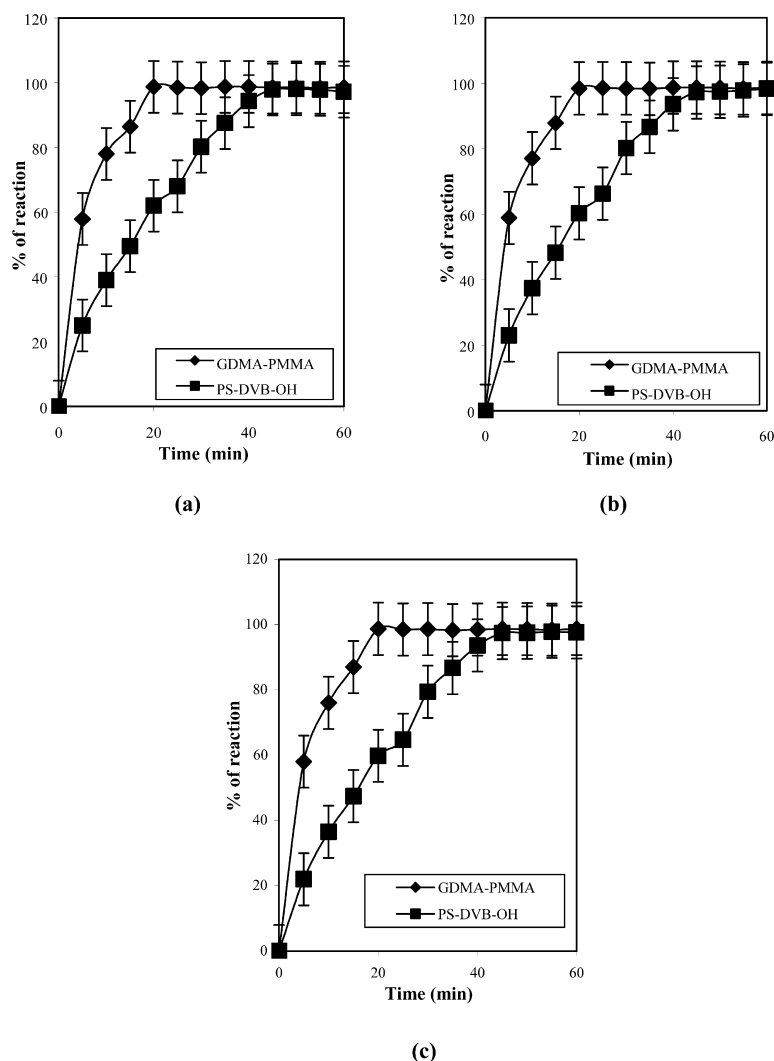 120
100
80
60
40
20
0
% of reaction
GDMA-PMMA
PS-DVB-OH
0 20 40 60
Time (min)
(a)
120
100
80
60
40
20
0
% of reaction
GDMA-PMMA
PS-DVB-OH
0 20 40 60
Time (min)
(b)
120
100
80
60
40
20
0
% of reaction
GDMA-PMMA
PS-DVB-OH
0 20 40 60
Time (min)
(c)